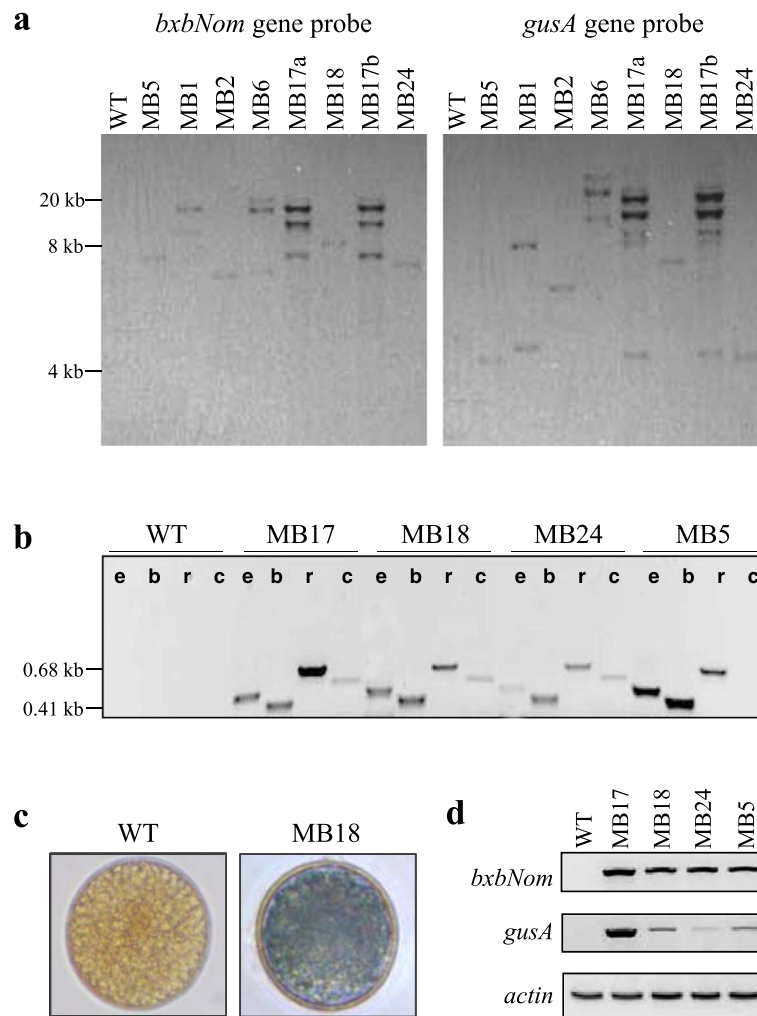 a
bxbNom gene probe
gusA gene probe
WT MB5 MB1 MB2 MB6 MB17a MB18 MB17b MB24
WT MB5 MB1 MB2 MB6 MB17a MB18 MB17b MB24
20 kb
8 kb
4 kb
b
WT MB17 MB18 MB24 MB5
e b r c e b r c e b r c e b r c e b r c
0.68 kb
0.41 kb
c
WT
MB18
d
WT MB17 MB18 MB24 MB5
bxbNom
gusA
actin